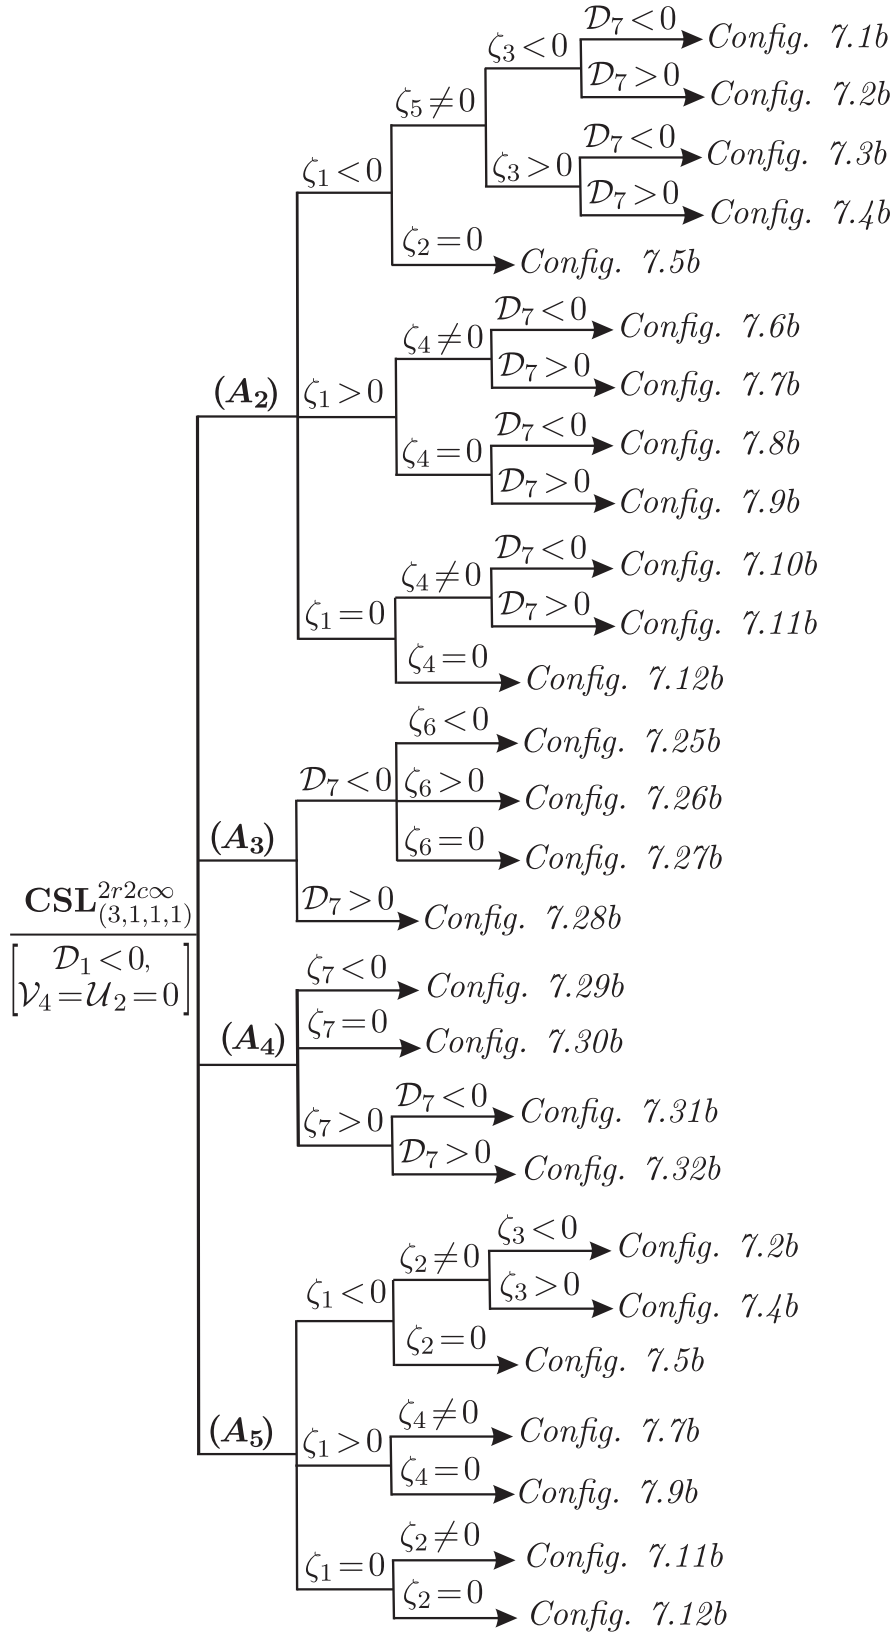 𝒟₇<0
Config. 7.1b
ζ₃<0
𝒟₇>0
Config. 7.2b
ζ₅≠0
𝒟₇<0
Config. 7.3b
ζ₃>0
𝒟₇>0
Config. 7.4b
ζ₁<0
ζ₂=0
Config. 7.5b
𝒟₇<0
Config. 7.6b
ζ₄≠0
𝒟₇>0
Config. 7.7b
(A₂)
ζ₁>0
𝒟₇<0
Config. 7.8b
ζ₄=0
𝒟₇>0
Config. 7.9b
𝒟₇<0
Config. 7.10b
ζ₄≠0
𝒟₇>0
Config. 7.11b
ζ₁=0
ζ₄=0
Config. 7.12b
ζ₆<0
Config. 7.25b
𝒟₇<0
ζ₆>0
Config. 7.26b
(A₃)
ζ₆=0
Config. 7.27b
𝒟₇>0
Config. 7.28b
CSL^{2r2c∞}_{(3,1,1,1)}
[𝒟₁<0,
𝒱₄=𝒰₂=0]
ζ₇<0
Config. 7.29b
ζ₇=0
Config. 7.30b
(A₄)
𝒟₇<0
Config. 7.31b
ζ₇>0
𝒟₇>0
Config. 7.32b
ζ₃<0
Config. 7.2b
ζ₂≠0
ζ₃>0
Config. 7.4b
ζ₁<0
ζ₂=0
Config. 7.5b
(A₅)
ζ₄≠0
Config. 7.7b
ζ₁>0
ζ₄=0
Config. 7.9b
ζ₂≠0
Config. 7.11b
ζ₁=0
ζ₂=0
Config. 7.12b